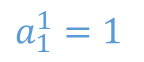 $a_1^1 = 1$